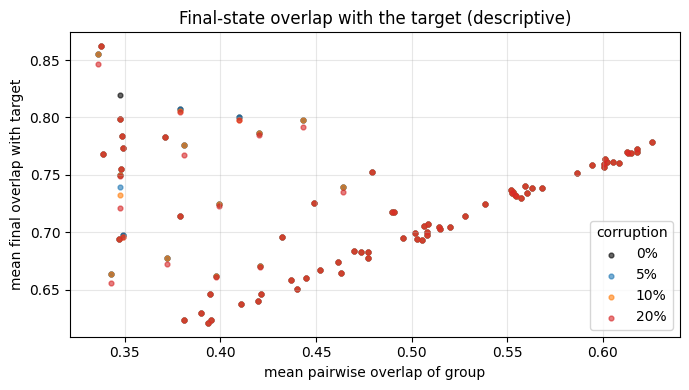 Final-state overlap with the target (descriptive)
mean final overlap with target
0.85
0.80
0.75
0.70
0.65
corruption
0%
5%
10%
20%
0.35 0.40 0.45 0.50 0.55 0.60
mean pairwise overlap of group